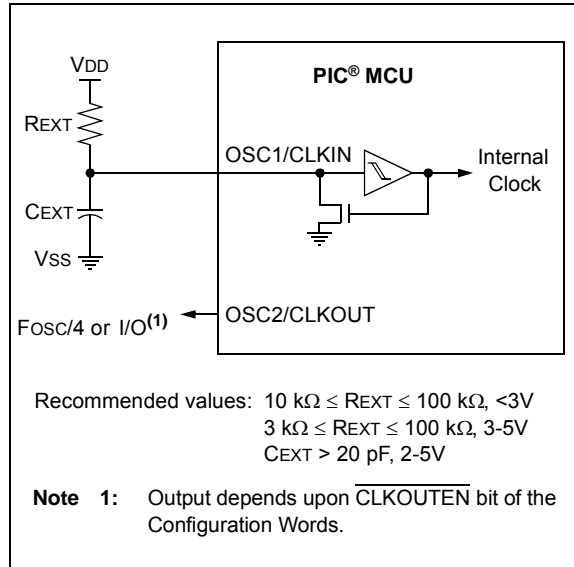 VDD
PIC® MCU
REXT
OSC1/CLKIN
Internal
Clock
CEXT
VSS
OSC2/CLKOUT
FOSC/4 or I/O(1)
Recommended values: 10 kΩ ≤ REXT ≤ 100 kΩ, <3V
3 kΩ ≤ REXT ≤ 100 kΩ, 3-5V
CEXT > 20 pF, 2-5V
Note 1: Output depends upon CLKOUTEN bit of the
Configuration Words.